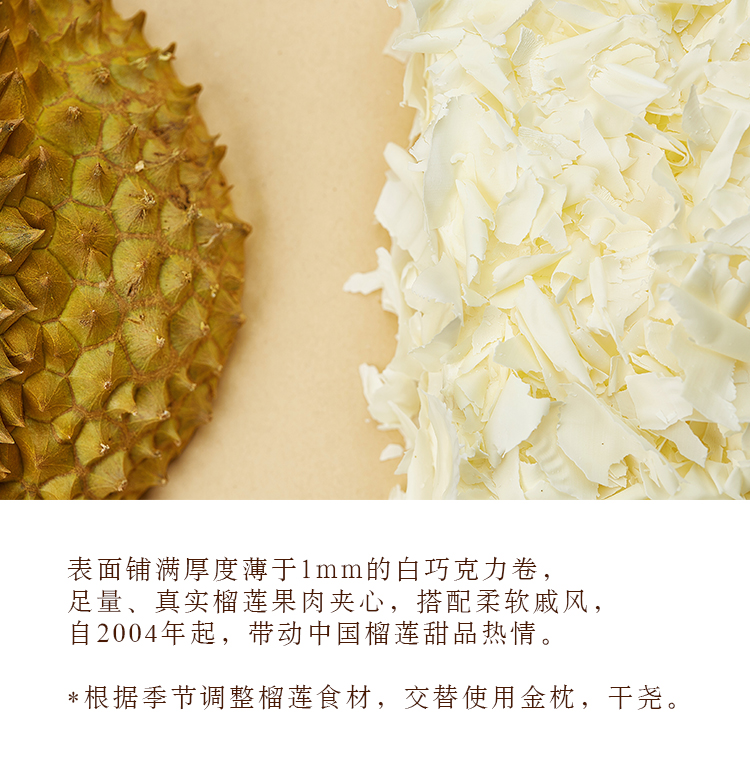 表面铺满厚度薄于1mm的白巧克力卷，
足量、真实榴莲果肉夹心，搭配柔软戚风，
自2004年起，带动中国榴莲甜品热情。
*根据季节调整榴莲食材，文替使用金枕，干尧。